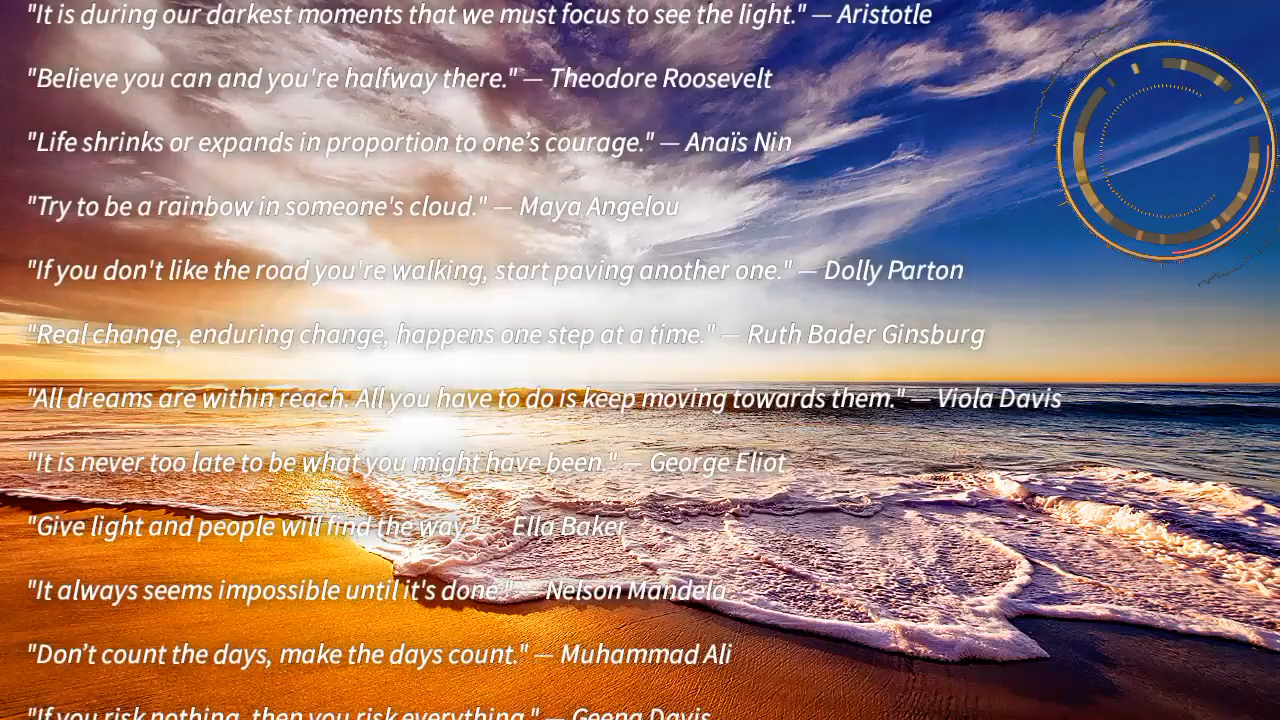 "It is during our darkest moments that we must focus to see the light." — Aristotle
"Believe you can and you're halfway there." — Theodore Roosevelt
"Life shrinks or expands in proportion to one’s courage." — Anaïs Nin
"Try to be a rainbow in someone's cloud." — Maya Angelou
"If you don't like the road you're walking, start paving another one." — Dolly Parton
"Real change, enduring change, happens one step at a time." — Ruth Bader Ginsburg
"All dreams are within reach. All you have to do is keep moving towards them." — Viola Davis
"It is never too late to be what you might have been." — George Eliot
"Give light and people will find the way." — Ella Baker
"It always seems impossible until it's done." — Nelson Mandela
"Don’t count the days, make the days count." — Muhammad Ali
"If you risk nothing, then you risk everything." — Geena Davis